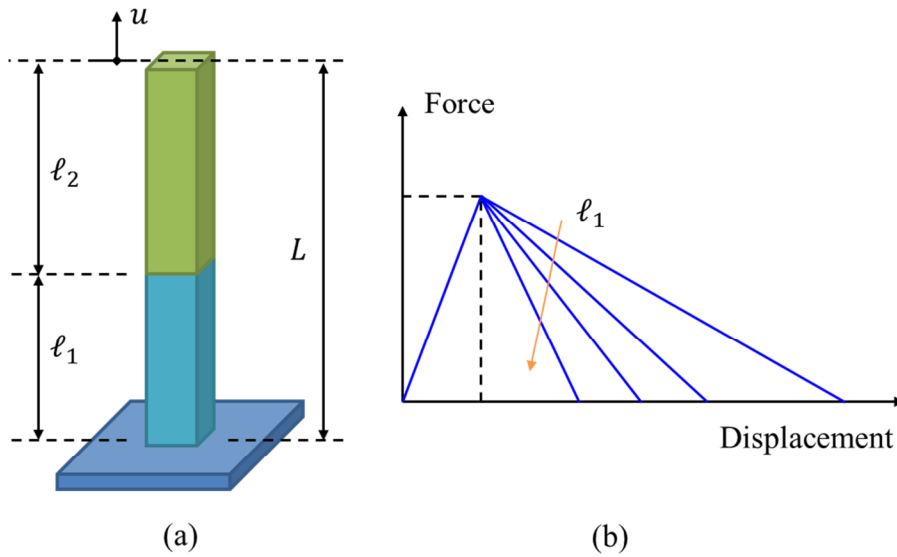 u
ℓ₂
L
ℓ₁
(a)
Force
ℓ₁
Displacement
(b)